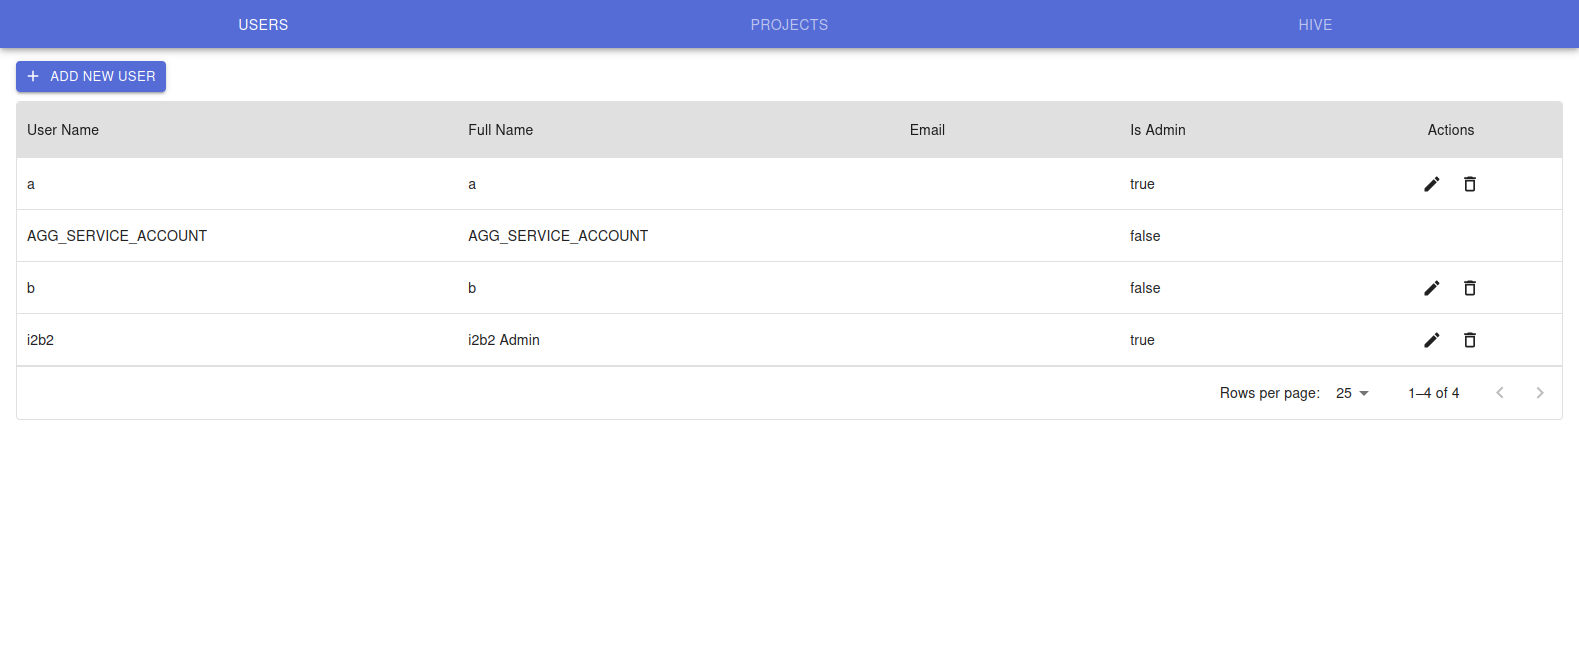 USERS PROJECTS HIVE
ADD NEW USER
User Name Full Name Email Is Admin Actions
a a true
AGG_SERVICE_ACCOUNT AGG_SERVICE_ACCOUNT false
b b false
i2b2 i2b2 Admin true
Rows per page: 25 1–4 of 4